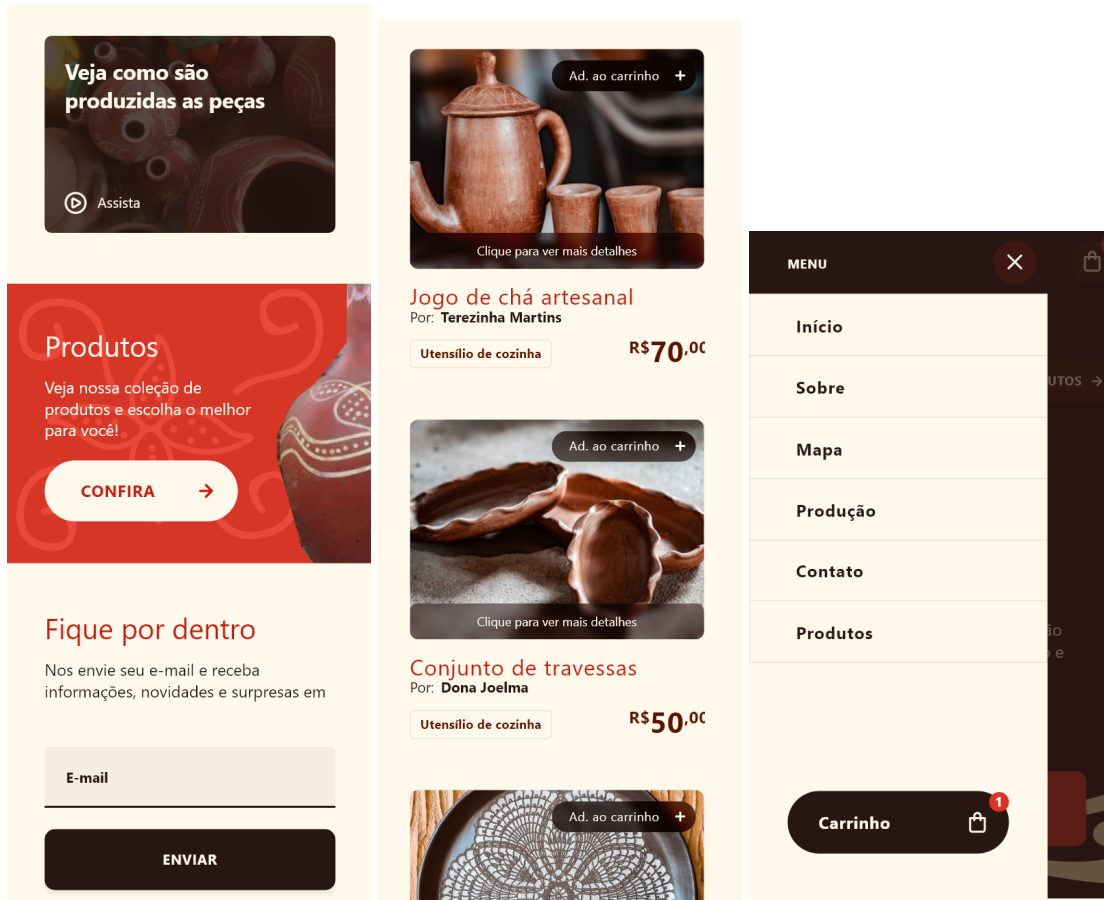 Veja como são
produzidas as peças
Assista
Produtos
Veja nossa coleção de
produtos e escolha o melhor
para você!
CONFIRA
Fique por dentro
Nos envie seu e-mail e receba
informações, novidades e surpresas em
E-mail
ENVIAR
Ad. ao carrinho +
Clique para ver mais detalhes
Jogo de chá artesanal
Por: Terezinha Martins
Utensílio de cozinha
R$70,00
Ad. ao carrinho +
Clique para ver mais detalhes
Conjunto de travessas
Por: Dona Joelma
Utensílio de cozinha
R$50,00
Ad. ao carrinho +
MENU
Início
Sobre
Mapa
Produção
Contato
Produtos
Carrinho
1
UTOS
e